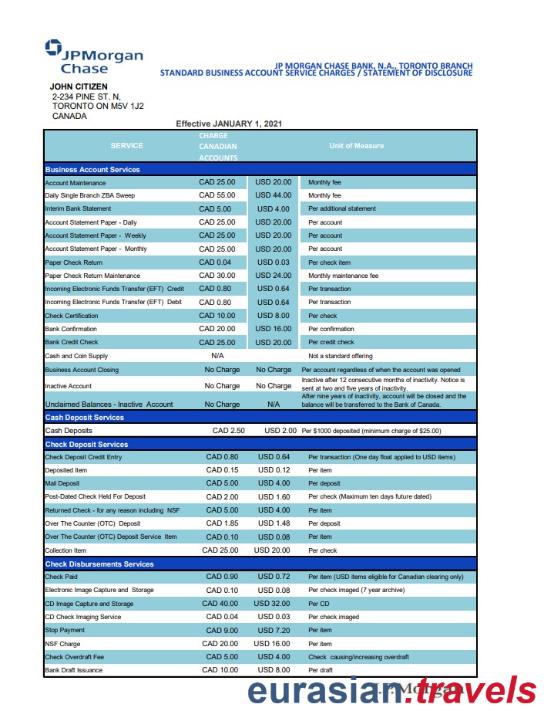 JPMorgan
Chase
JP MORGAN CHASE BANK, N.A., TORONTO BRANCH
STANDARD BUSINESS ACCOUNT SERVICE CHARGES / STATEMENT OF DISCLOSURE
JOHN CITIZEN
2-234 PINE ST. N,
TORONTO ON M5V 1J2
CANADA
Effective JANUARY 1, 2021
CHARGE
SERVICE CANADIAN Unit of Measure
ACCOUNTS
Business Account Services
Account Maintenance CAD 25.00 USD 20.00 Monthly fee
Daily Single Branch ZBA Sweep CAD 55.00 USD 44.00 Monthly fee
Interim Bank Statement CAD 5.00 USD 4.00 Per additional statement
Account Statement Paper - Daily CAD 25.00 USD 20.00 Per account
Account Statement Paper - Weekly CAD 25.00 USD 20.00 Per account
Account Statement Paper - Monthly CAD 25.00 USD 20.00 Per account
Paper Check Return CAD 0.04 USD 0.03 Per check item
Paper Check Return Maintenance CAD 30.00 USD 24.00 Monthly maintenance fee
Incoming Electronic Funds Transfer (EFT) Credit CAD 0.80 USD 0.64 Per transaction
Incoming Electronic Funds Transfer (EFT) Debit CAD 0.80 USD 0.64 Per transaction
Check Certification CAD 10.00 USD 8.00 Per check
Bank Confirmation CAD 20.00 USD 16.00 Per confirmation
Bank Credit Check CAD 25.00 USD 20.00 Per credit check
Cash and Coin Supply N/A Not a standard offering
Business Account Closing No Charge No Charge Per account regardless of when the account was opened
Inactive Account No Charge No Charge Inactive after 12 consecutive months of inactivity. Notice is
sent at two and five years of inactivity.
Unclaimed Balances - Inactive Account No Charge N/A After nine years of inactivity, account will be closed and the
balance will be transferred to the Bank of Canada.
Cash Deposit Services
Cash Deposits CAD 2.50 USD 2.00 Per $1000 deposited (minimum charge of $25.00)
Check Deposit Services
Check Deposit Credit Entry CAD 0.80 USD 0.64 Per transaction (One day float applied to USD items)
Deposited Item CAD 0.15 USD 0.12 Per item
Mail Deposit CAD 5.00 USD 4.00 Per deposit
Post-Dated Check Held For Deposit CAD 2.00 USD 1.60 Per check (Maximum ten days future dated)
Returned Check - for any reason including NSF CAD 5.00 USD 4.00 Per item
Over The Counter (OTC) Deposit CAD 1.85 USD 1.48 Per deposit
Over The Counter (OTC) Deposit Service Item CAD 0.10 USD 0.08 Per item
Collection Item CAD 25.00 USD 20.00 Per check
Check Disbursements Services
Check Paid CAD 0.90 USD 0.72 Per item (USD items eligible for Canadian clearing only)
Electronic Image Capture and Storage CAD 0.10 USD 0.08 Per check imaged (7 year archive)
CD Image Capture and Storage CAD 40.00 USD 32.00 Per CD
CD Check Imaging Service CAD 0.04 USD 0.03 Per check imaged
Stop Payment CAD 9.00 USD 7.20 Per item
NSF Charge CAD 20.00 USD 16.00 Per item
Check Overdraft Fee CAD 5.00 USD 4.00 Check causing/increasing overdraft
Bank Draft Issuance CAD 10.00 USD 8.00 Per draft
J.P.Morgan
eurasian.travels